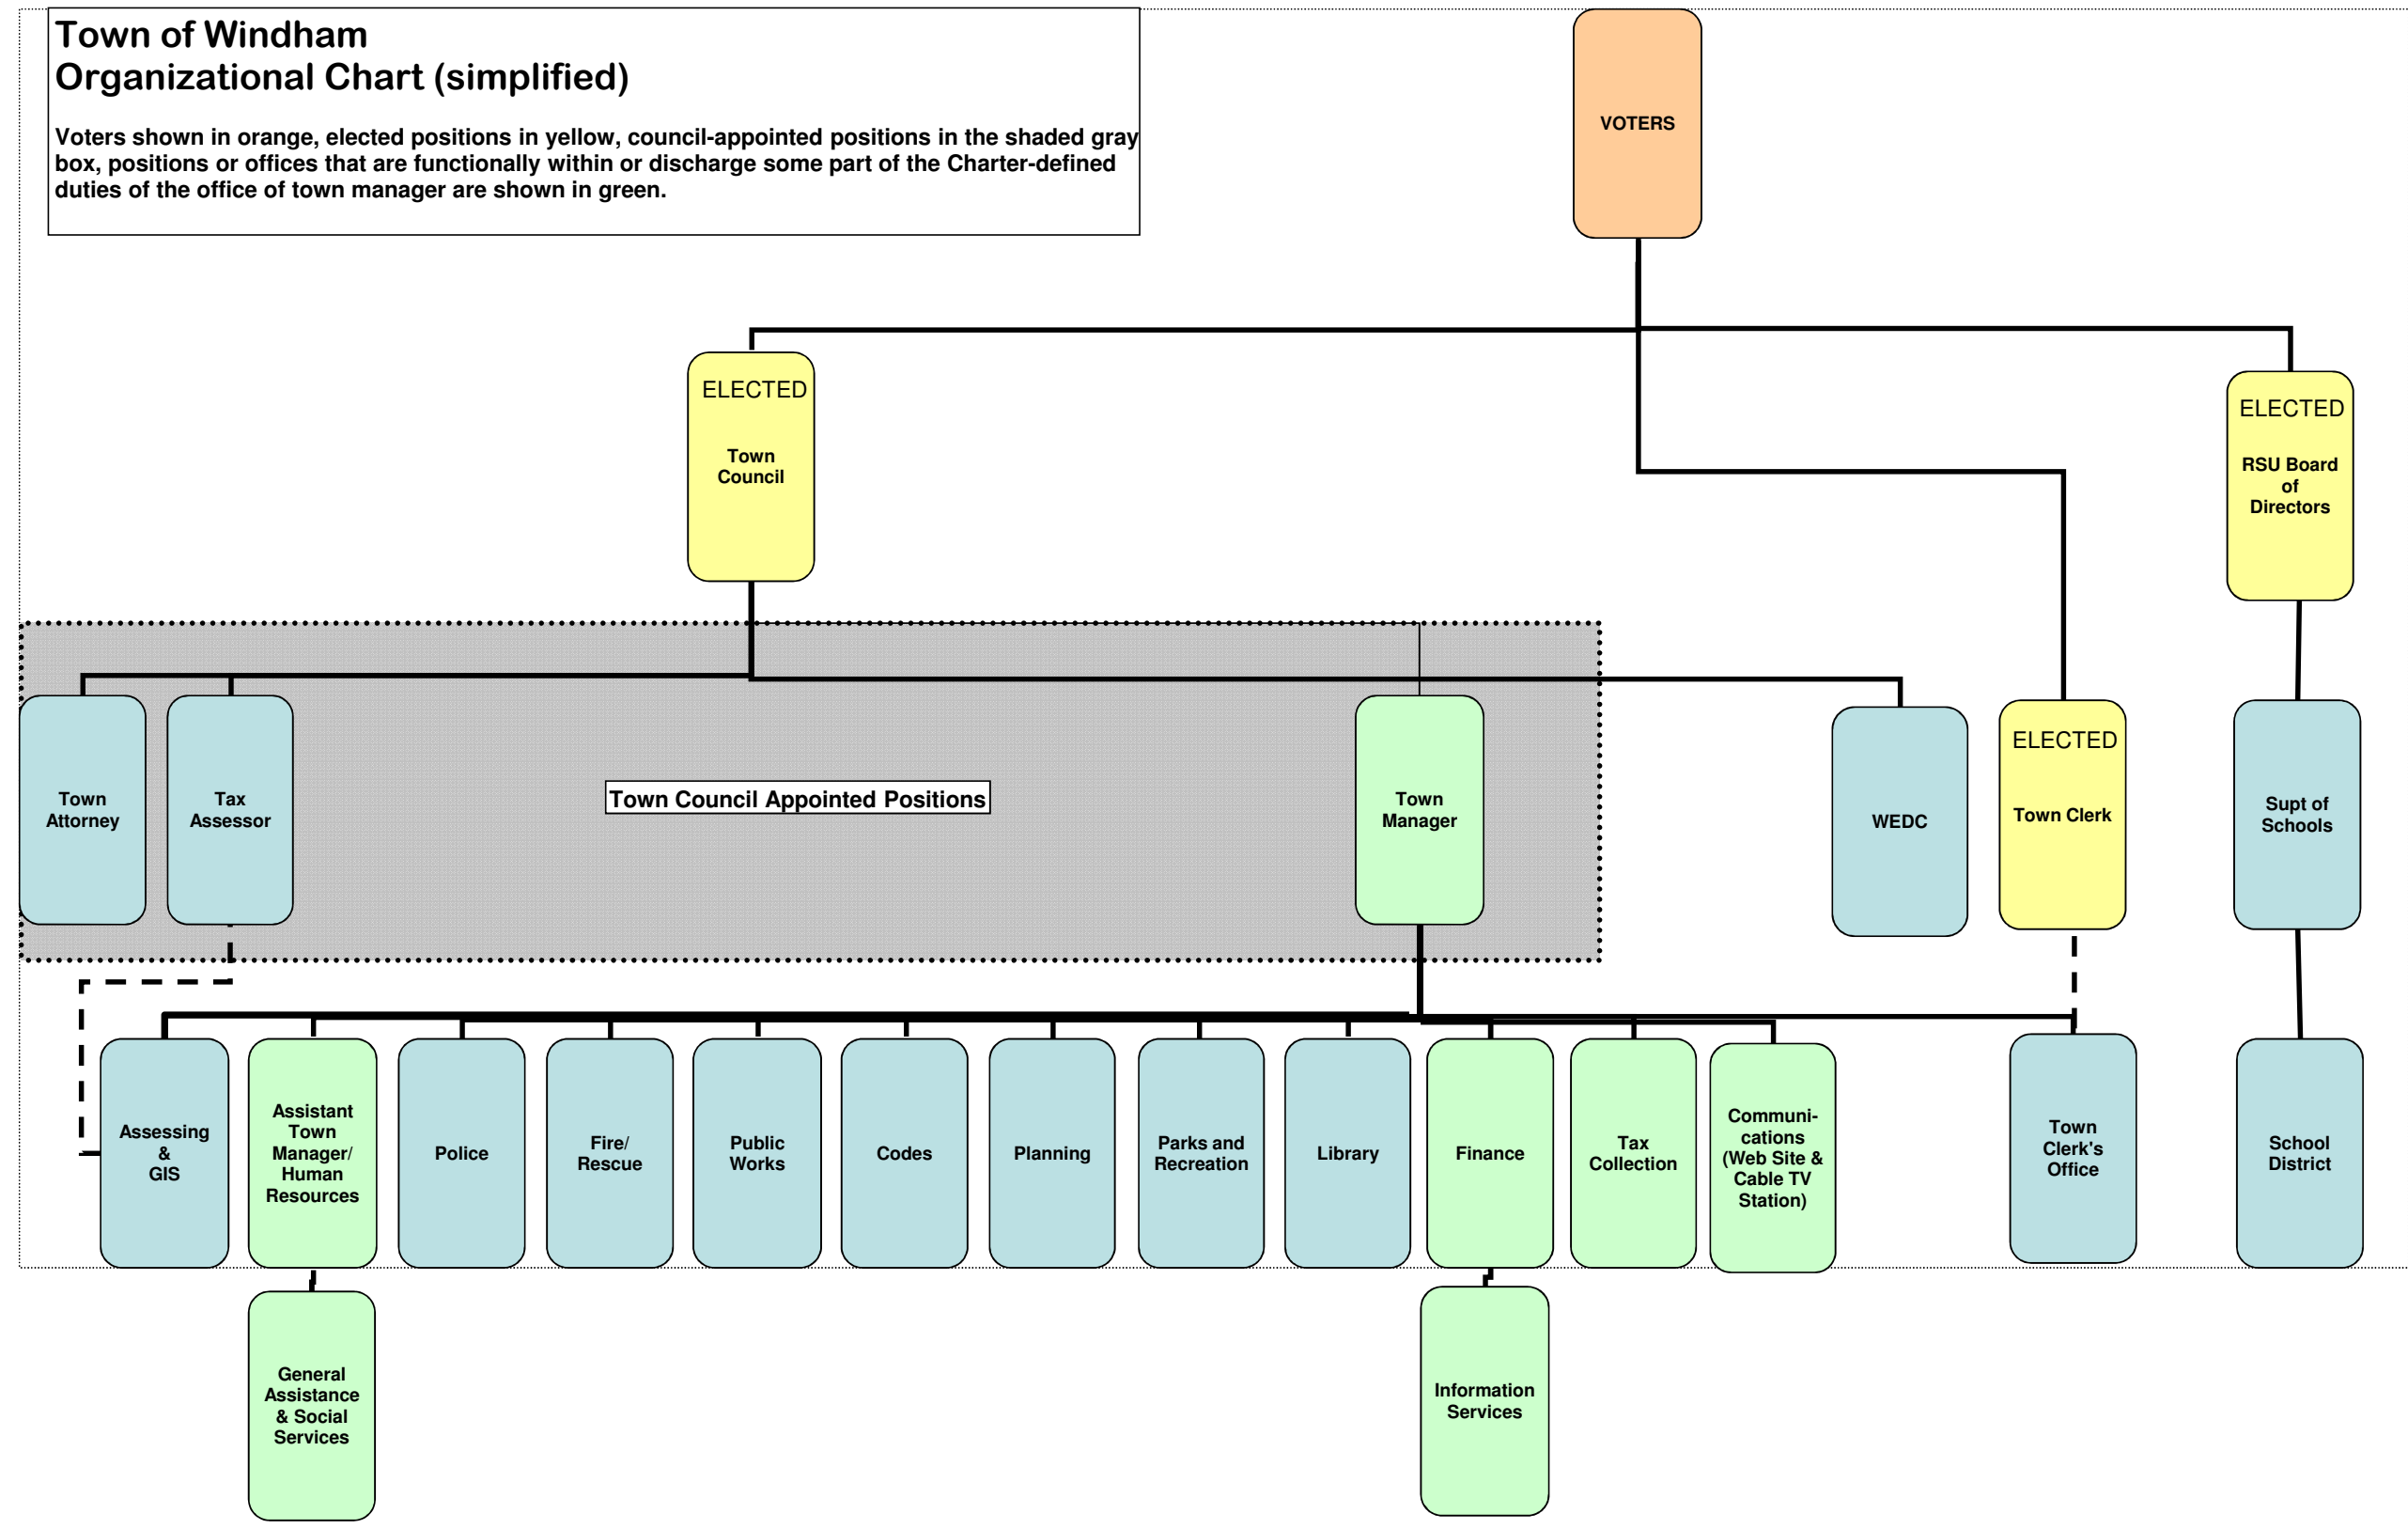 Town of Windham
Organizational Chart (simplified)
Voters shown in orange, elected positions in yellow, council-appointed positions in the shaded gray
box, positions or offices that are functionally within or discharge some part of the Charter-defined
duties of the office of town manager are shown in green.
VOTERS
ELECTED
Town
Council
ELECTED
RSU Board
of
Directors
Town
Attorney
Tax
Assessor
Town Council Appointed Positions
Town
Manager
WEDC
ELECTED
Town Clerk
Supt of
Schools
Assessing
&
GIS
Assistant
Town
Manager/
Human
Resources
Police
Fire/
Rescue
Public
Works
Codes
Planning
Parks and
Recreation
Library
Finance
Tax
Collection
Communi-
cations
(Web Site &
Cable TV
Station)
Town
Clerk's
Office
School
District
General
Assistance
& Social
Services
Information
Services